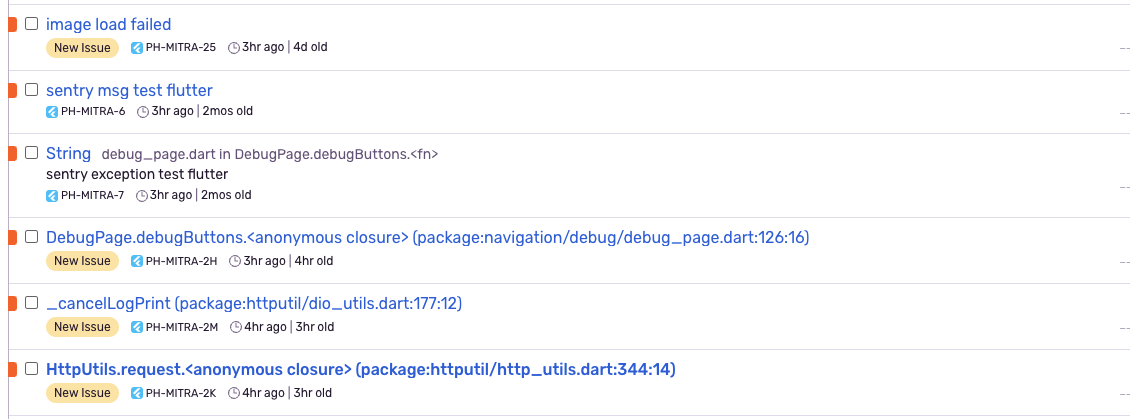 image load failed
New Issue PH-MITRA-25 3hr ago | 4d old
sentry msg test flutter
PH-MITRA-6 3hr ago | 2mos old
String debug_page.dart in DebugPage.debugButtons.<fn>
sentry exception test flutter
PH-MITRA-7 3hr ago | 2mos old
DebugPage.debugButtons.<anonymous closure> (package:navigation/debug/debug_page.dart:126:16)
New Issue PH-MITRA-2H 3hr ago | 4hr old
_cancelLogPrint (package:httputil/dio_utils.dart:177:12)
New Issue PH-MITRA-2M 4hr ago | 3hr old
HttpUtils.request.<anonymous closure> (package:httputil/http_utils.dart:344:14)
New Issue PH-MITRA-2K 4hr ago | 3hr old